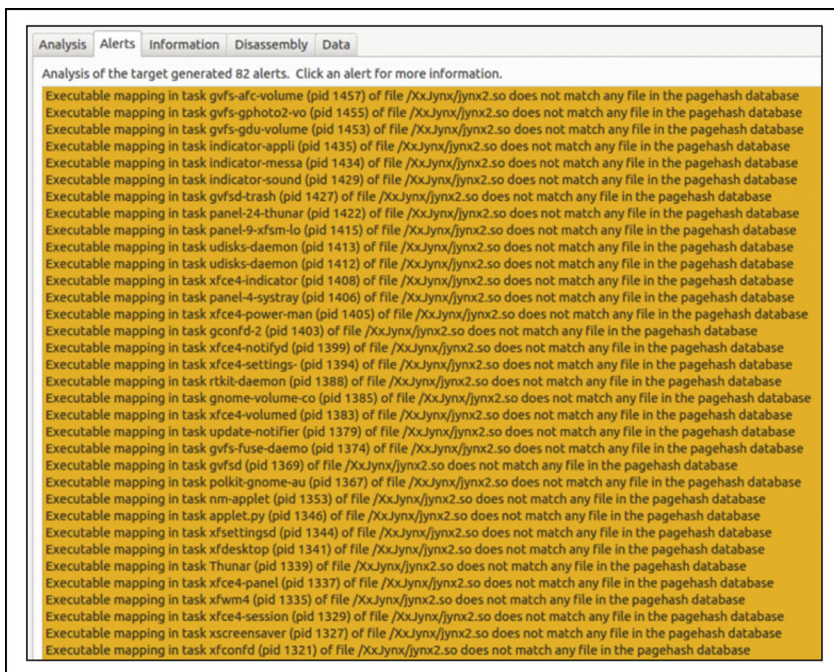 Analysis Alerts Information Disassembly Data
Analysis of the target generated 82 alerts. Click an alert for more information.
Executable mapping in task gvfs-afc-volume (pid 1457) of file /XxJynx/jynx2.so does not match any file in the pagehash database
Executable mapping in task gvfs-gphoto2-vo (pid 1455) of file /XxJynx/jynx2.so does not match any file in the pagehash database
Executable mapping in task gvfs-gdu-volume (pid 1453) of file /XxJynx/jynx2.so does not match any file in the pagehash database
Executable mapping in task indicator-appli (pid 1435) of file /XxJynx/jynx2.so does not match any file in the pagehash database
Executable mapping in task indicator-messa (pid 1434) of file /XxJynx/jynx2.so does not match any file in the pagehash database
Executable mapping in task indicator-sound (pid 1429) of file /XxJynx/jynx2.so does not match any file in the pagehash database
Executable mapping in task gvfsd-trash (pid 1427) of file /XxJynx/jynx2.so does not match any file in the pagehash database
Executable mapping in task panel-24-thunar (pid 1422) of file /XxJynx/jynx2.so does not match any file in the pagehash database
Executable mapping in task panel-9-xfsm-lo (pid 1415) of file /XxJynx/jynx2.so does not match any file in the pagehash database
Executable mapping in task udisks-daemon (pid 1413) of file /XxJynx/jynx2.so does not match any file in the pagehash database
Executable mapping in task udisks-daemon (pid 1412) of file /XxJynx/jynx2.so does not match any file in the pagehash database
Executable mapping in task xfce4-indicator (pid 1408) of file /XxJynx/jynx2.so does not match any file in the pagehash database
Executable mapping in task panel-4-systray (pid 1406) of file /XxJynx/jynx2.so does not match any file in the pagehash database
Executable mapping in task xfce4-power-man (pid 1405) of file /XxJynx/jynx2.so does not match any file in the pagehash database
Executable mapping in task gconfd-2 (pid 1403) of file /XxJynx/jynx2.so does not match any file in the pagehash database
Executable mapping in task xfce4-notifyd (pid 1399) of file /XxJynx/jynx2.so does not match any file in the pagehash database
Executable mapping in task xfce4-settings- (pid 1394) of file /XxJynx/jynx2.so does not match any file in the pagehash database
Executable mapping in task rtkit-daemon (pid 1388) of file /XxJynx/jynx2.so does not match any file in the pagehash database
Executable mapping in task gnome-volume-co (pid 1385) of file /XxJynx/jynx2.so does not match any file in the pagehash database
Executable mapping in task xfce4-volumed (pid 1383) of file /XxJynx/jynx2.so does not match any file in the pagehash database
Executable mapping in task update-notifier (pid 1379) of file /XxJynx/jynx2.so does not match any file in the pagehash database
Executable mapping in task gvfs-fuse-daemo (pid 1374) of file /XxJynx/jynx2.so does not match any file in the pagehash database
Executable mapping in task gvfsd (pid 1369) of file /XxJynx/jynx2.so does not match any file in the pagehash database
Executable mapping in task polkit-gnome-au (pid 1367) of file /XxJynx/jynx2.so does not match any file in the pagehash database
Executable mapping in task nm-applet (pid 1353) of file /XxJynx/jynx2.so does not match any file in the pagehash database
Executable mapping in task applet.py (pid 1346) of file /XxJynx/jynx2.so does not match any file in the pagehash database
Executable mapping in task xfsettingsd (pid 1344) of file /XxJynx/jynx2.so does not match any file in the pagehash database
Executable mapping in task xfdesktop (pid 1341) of file /XxJynx/jynx2.so does not match any file in the pagehash database
Executable mapping in task Thunar (pid 1339) of file /XxJynx/jynx2.so does not match any file in the pagehash database
Executable mapping in task xfce4-panel (pid 1337) of file /XxJynx/jynx2.so does not match any file in the pagehash database
Executable mapping in task xfwm4 (pid 1335) of file /XxJynx/jynx2.so does not match any file in the pagehash database
Executable mapping in task xfce4-session (pid 1329) of file /XxJynx/jynx2.so does not match any file in the pagehash database
Executable mapping in task xscreensaver (pid 1327) of file /XxJynx/jynx2.so does not match any file in the pagehash database
Executable mapping in task xfconfd (pid 1321) of file /XxJynx/jynx2.so does not match any file in the pagehash database